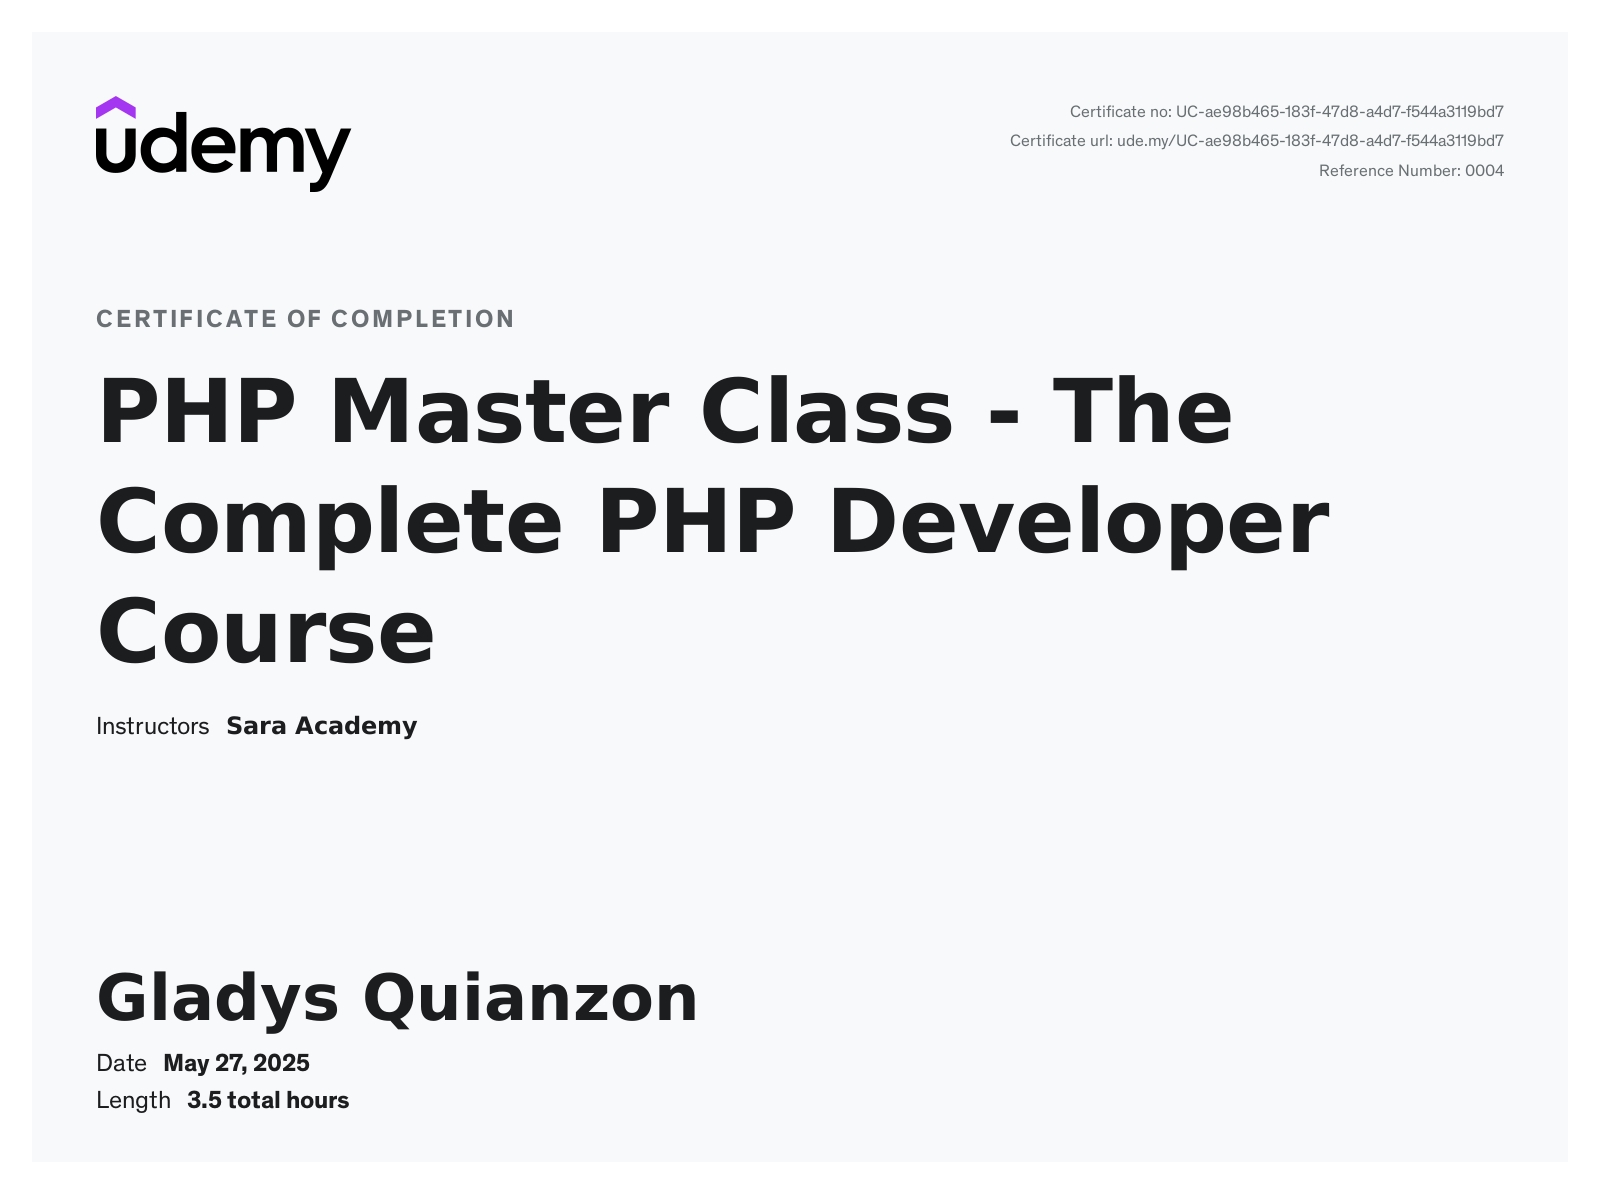 udemy
Certificate no: UC-ae98b465-183f-47d8-a4d7-f544a3119bd7
Certificate url: ude.my/UC-ae98b465-183f-47d8-a4d7-f544a3119bd7
Reference Number: 0004
CERTIFICATE OF COMPLETION
PHP Master Class - The
Complete PHP Developer
Course
Instructors Sara Academy
Gladys Quianzon
Date May 27, 2025
Length 3.5 total hours